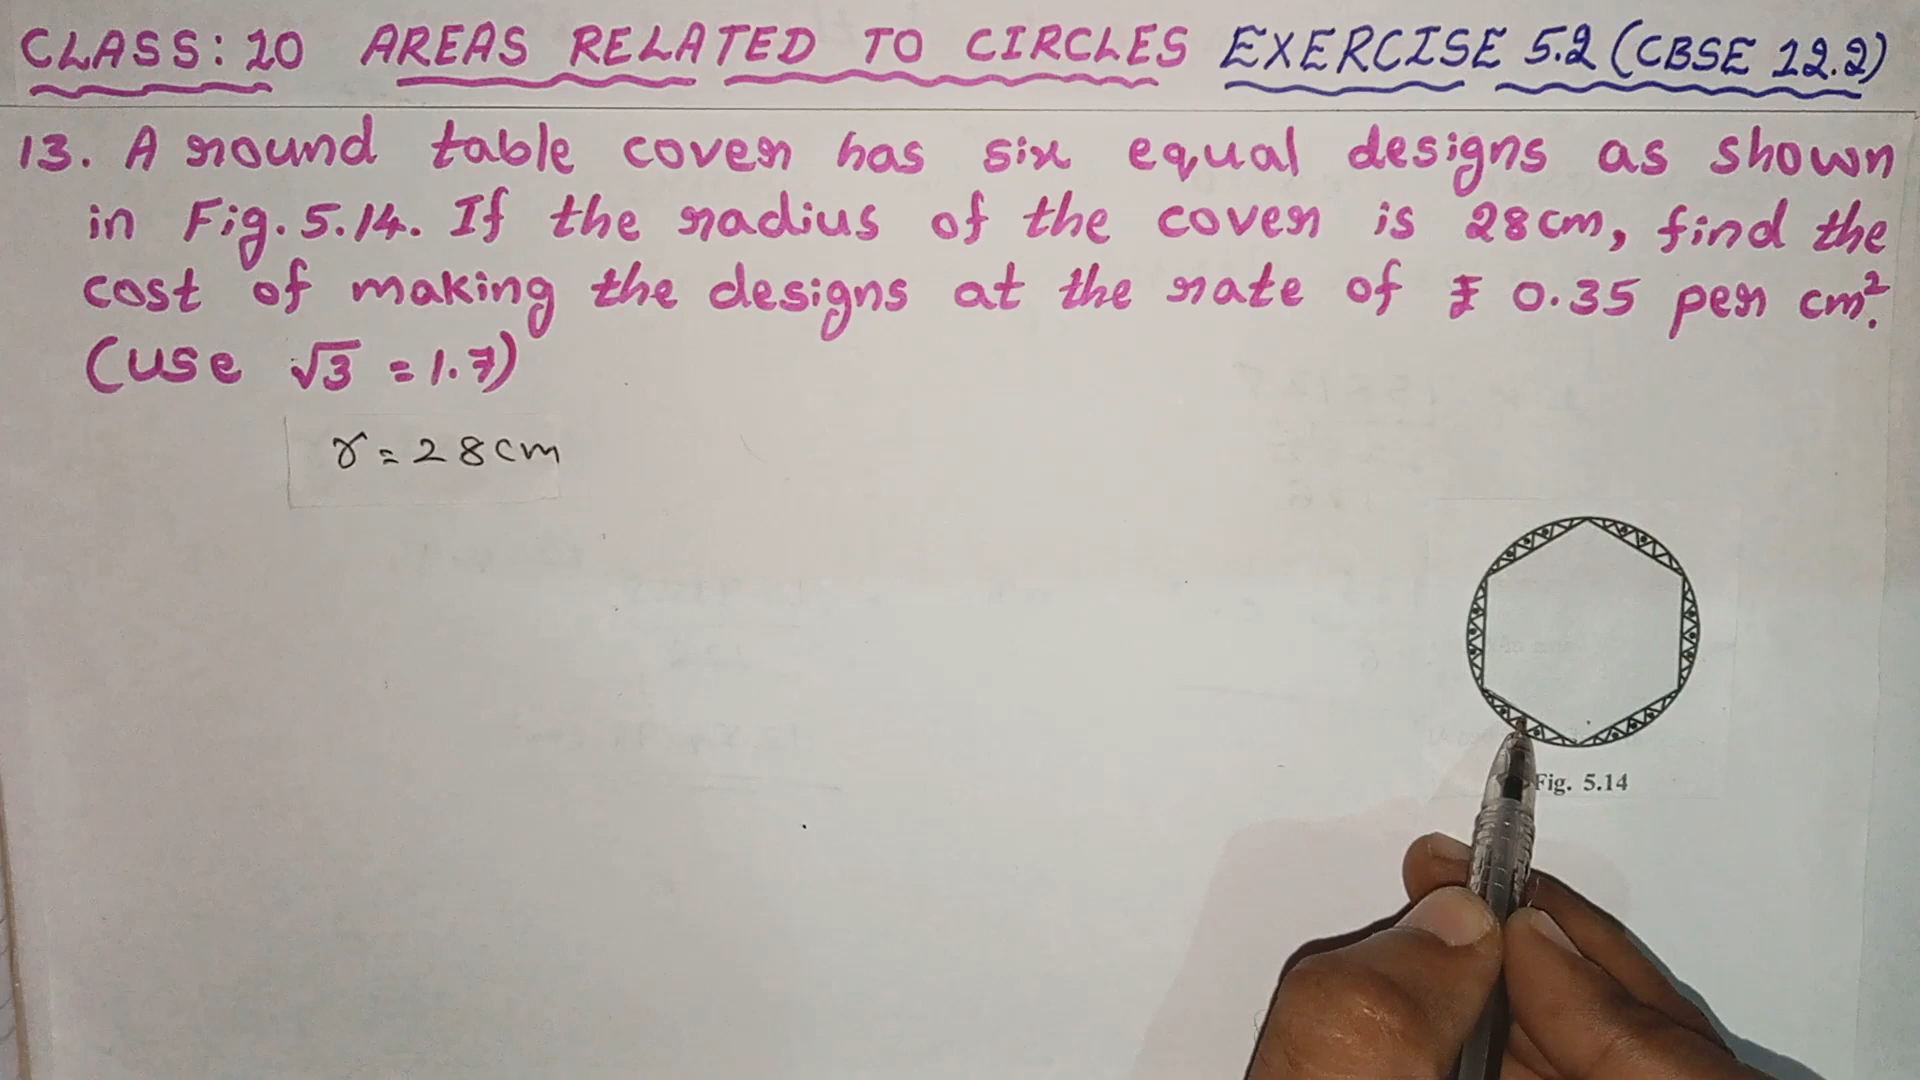 CLASS: 10 AREAS RELATED TO CIRCLES EXERCISE 5.2 (CBSE 12.2)
13. A round table cover has six equal designs as shown
in Fig. 5.14. If the radius of the cover is 28cm, find the
cost of making the designs at the rate of ₹ 0.35 per cm².
(use √3 = 1.7)
r = 28cm
Fig. 5.14